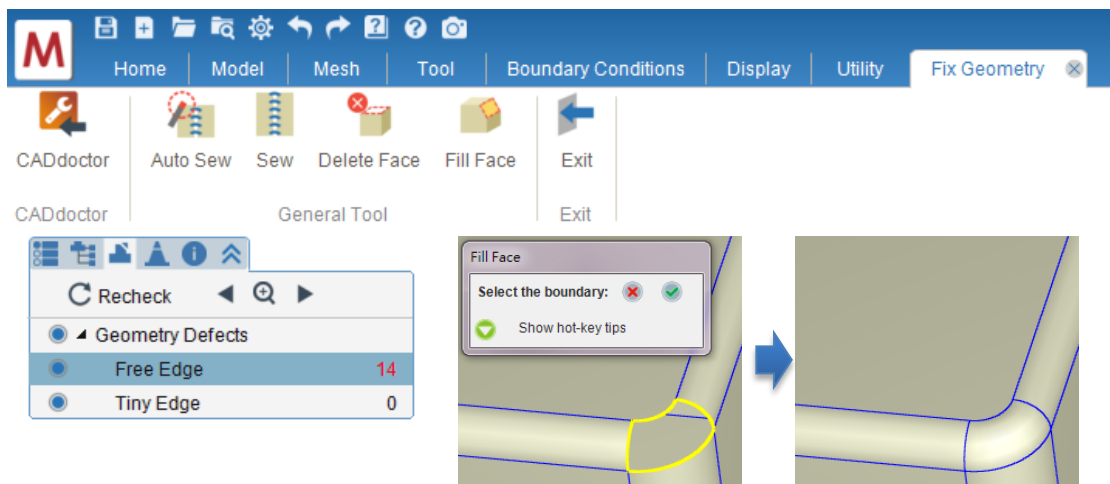 M
Home Model Mesh Tool Boundary Conditions Display Utility Fix Geometry
CADdoctor Auto Sew Sew Delete Face Fill Face Exit
CADdoctor General Tool Exit
Recheck
Geometry Defects
Free Edge 14
Tiny Edge 0
Fill Face
Select the boundary:
Show hot-key tips